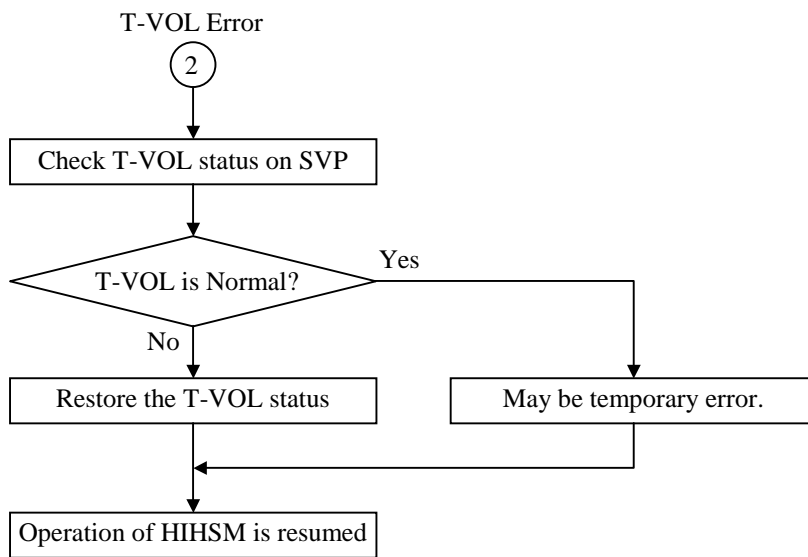 T-VOL Error
2
Check T-VOL status on SVP
T-VOL is Normal?
Yes
No
Restore the T-VOL status
May be temporary error.
Operation of HIHSM is resumed